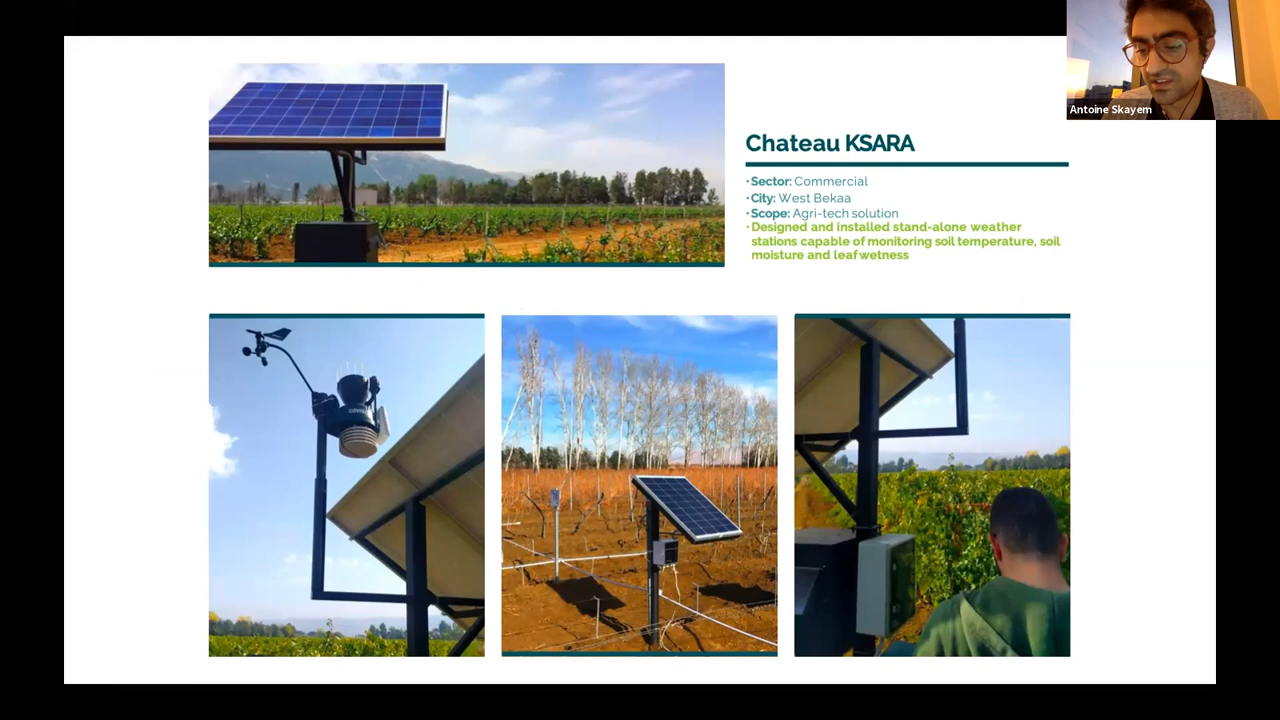 Antoine Skayem
Chateau KSARA
•Sector: Commercial
•City: West Bekaa
•Scope: Agri-tech solution
•Designed and installed stand-alone weather
stations capable of monitoring soil temperature, soil
moisture and leaf wetness